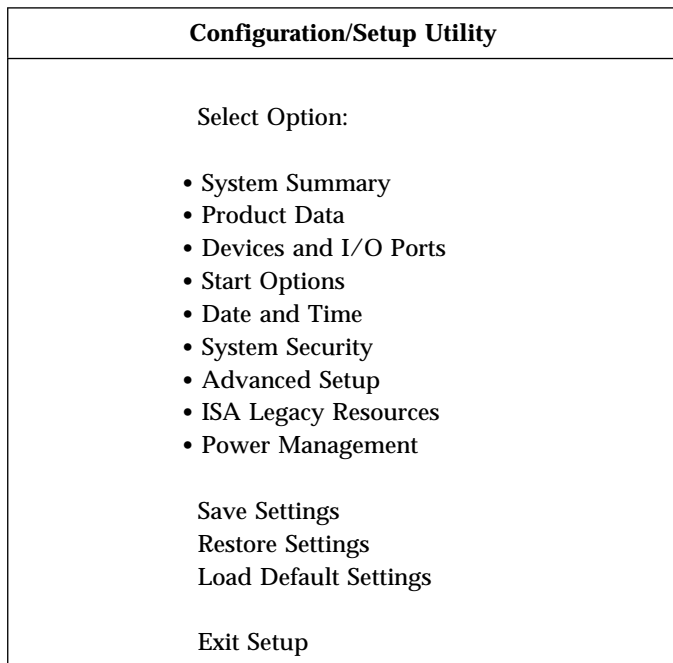 Configuration/Setup Utility
Select Option:
• System Summary
• Product Data
• Devices and I/O Ports
• Start Options
• Date and Time
• System Security
• Advanced Setup
• ISA Legacy Resources
• Power Management
Save Settings
Restore Settings
Load Default Settings
Exit Setup